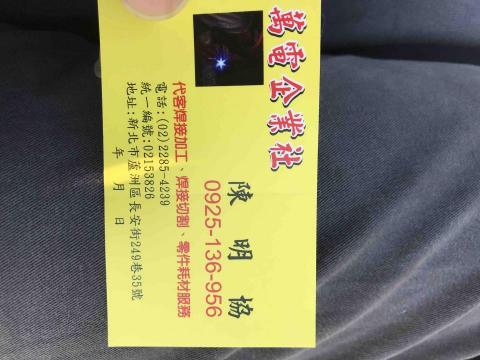 萬雷企業社
陳明協
0925-136-956
代客焊接加工、焊接切割、零件耗材服務
電話:(02)2285-4239
統一編號:02153826
地址:新北市蘆洲區長安街249巷35號
年 月 日